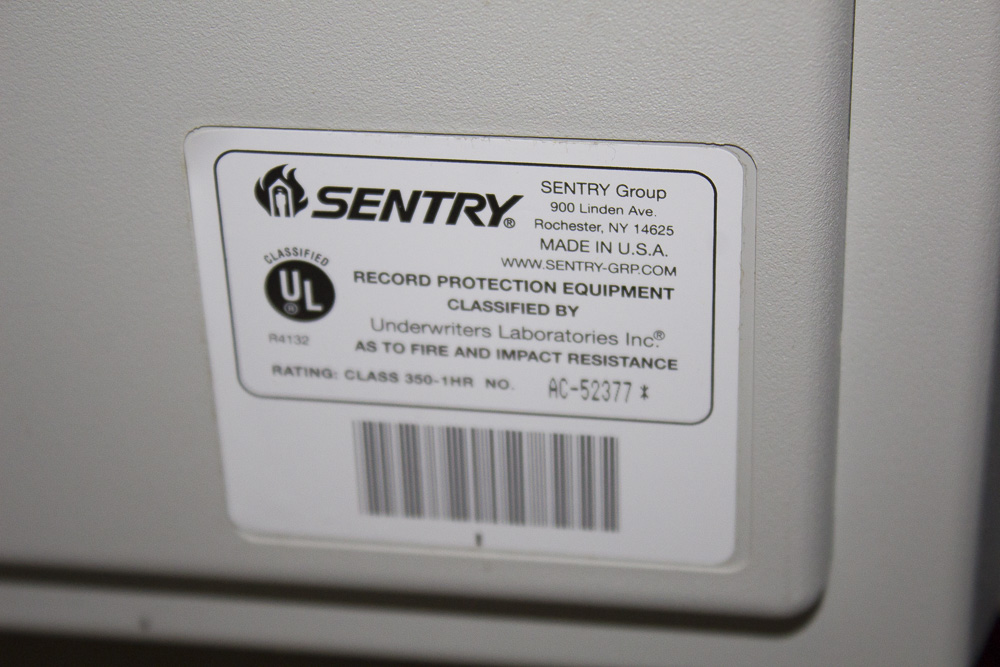 SENTRY®
SENTRY Group
900 Linden Ave.
Rochester, NY 14625
MADE IN U.S.A.
WWW.SENTRY-GRP.COM
CLASSIFIED
UL®
R4132
RECORD PROTECTION EQUIPMENT
CLASSIFIED BY
Underwriters Laboratories Inc.®
AS TO FIRE AND IMPACT RESISTANCE
RATING: CLASS 350-1HR NO. AC-52377 *